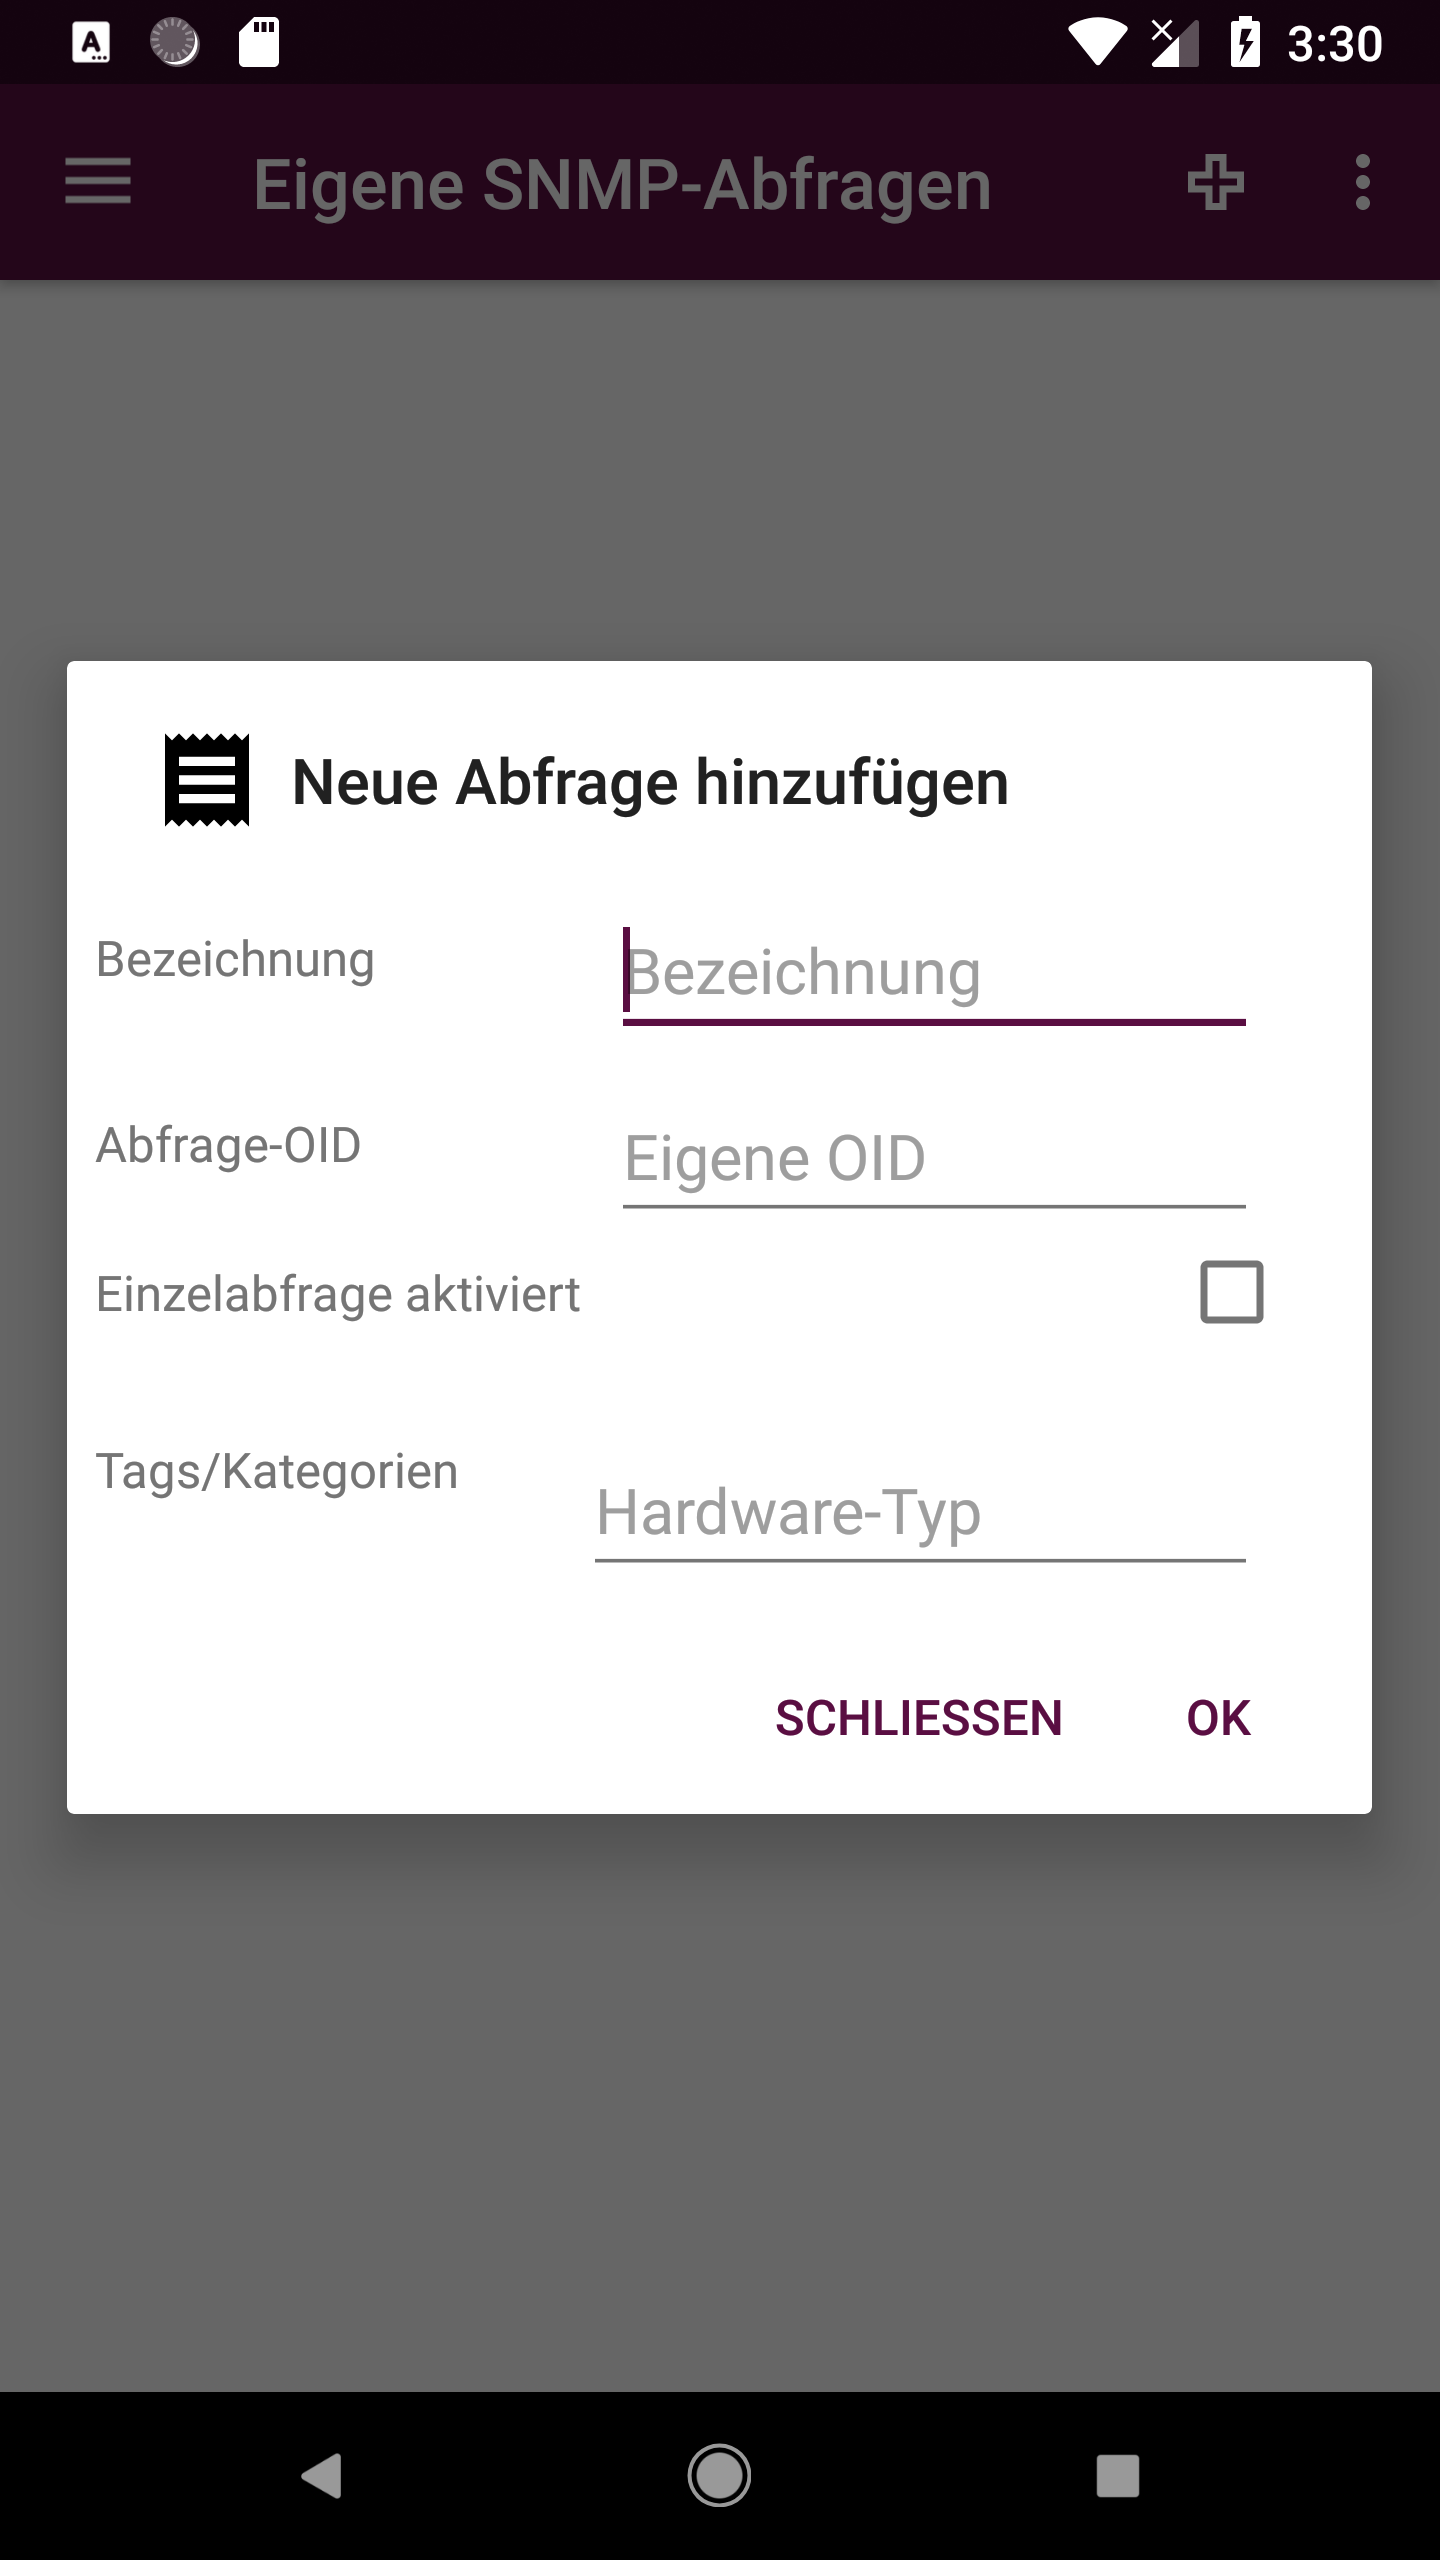 3:30
Eigene SNMP-Abfragen
Neue Abfrage hinzufügen
Bezeichnung
Bezeichnung
Abfrage-OID
Eigene OID
Einzelabfrage aktiviert
Tags/Kategorien
Hardware-Typ
SCHLIESSEN
OK